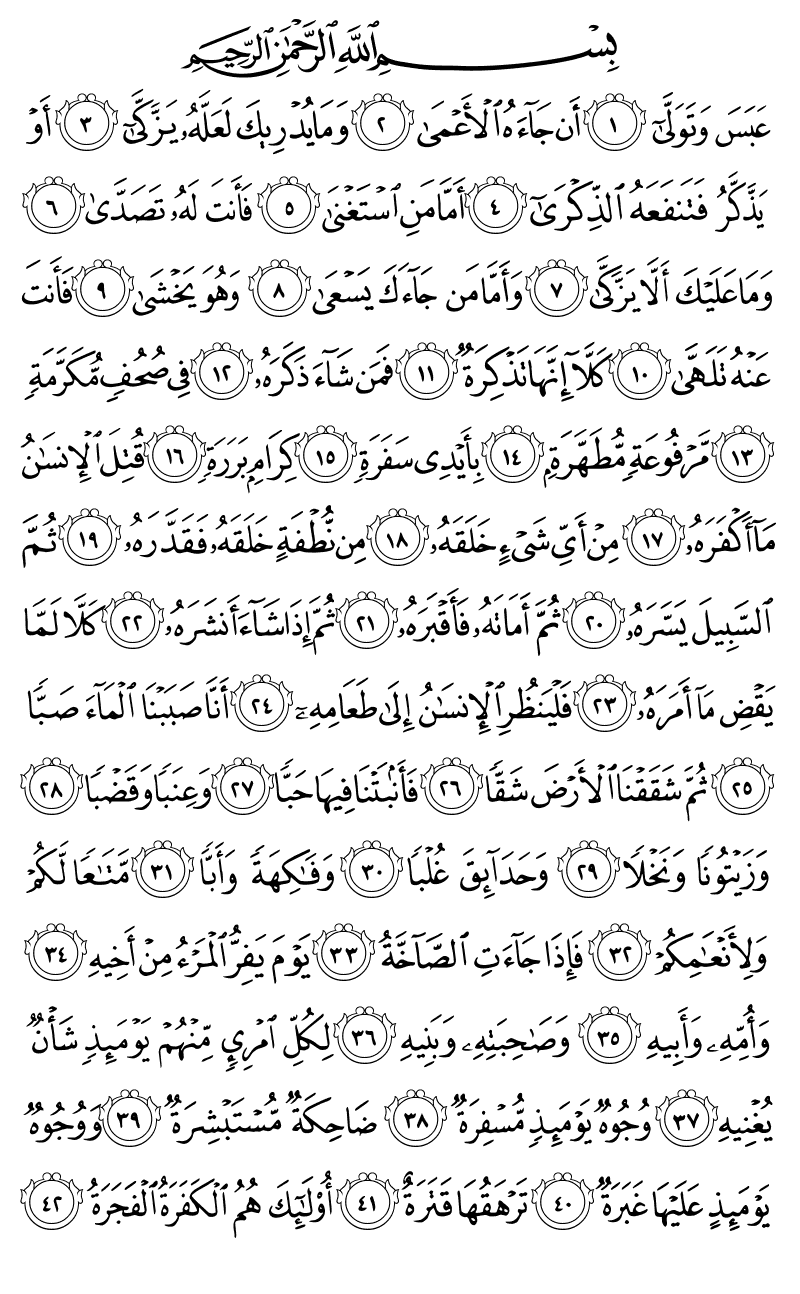 بِسْمِ ٱللَّهِ ٱلرَّحْمَٰنِ ٱلرَّحِيمِ
عَبَسَ وَتَوَلَّىٰٓ ١ أَن جَآءَهُ ٱلْأَعْمَىٰ ٢ وَمَا يُدْرِيكَ لَعَلَّهُۥ يَزَّكَّىٰٓ ٣ أَوْ
يَذَّكَّرُ فَتَنفَعَهُ ٱلذِّكْرَىٰٓ ٤ أَمَّا مَنِ ٱسْتَغْنَىٰ ٥ فَأَنتَ لَهُۥ تَصَدَّىٰ ٦
وَمَا عَلَيْكَ أَلَّا يَزَّكَّىٰ ٧ وَأَمَّا مَن جَآءَكَ يَسْعَىٰ ٨ وَهُوَ يَخْشَىٰ ٩ فَأَنتَ
عَنْهُ تَلَهَّىٰ ١٠ كَلَّآ إِنَّهَا تَذْكِرَةٌ ١١ فَمَن شَآءَ ذَكَرَهُۥ ١٢ فِى صُحُفٍ مُّكَرَّمَةٍ
١٣ مَّرْفُوعَةٍ مُّطَهَّرَةٍۭ ١٤ بِأَيْدِى سَفَرَةٍ ١٥ كِرَامٍۭ بَرَرَةٍ ١٦ قُتِلَ ٱلْإِنسَٰنُ
مَآ أَكْفَرَهُۥ ١٧ مِنْ أَىِّ شَىْءٍ خَلَقَهُۥ ١٨ مِن نُّطْفَةٍ خَلَقَهُۥ فَقَدَّرَهُۥ ١٩ ثُمَّ
ٱلسَّبِيلَ يَسَّرَهُۥ ٢٠ ثُمَّ أَمَاتَهُۥ فَأَقْبَرَهُۥ ٢١ ثُمَّ إِذَا شَآءَ أَنشَرَهُۥ ٢٢ كَلَّا لَمَّا
يَقْضِ مَآ أَمَرَهُۥ ٢٣ فَلْيَنظُرِ ٱلْإِنسَٰنُ إِلَىٰ طَعَامِهِۦٓ ٢٤ أَنَّا صَبَبْنَا ٱلْمَآءَ صَبًّا
٢٥ ثُمَّ شَقَقْنَا ٱلْأَرْضَ شَقًّا ٢٦ فَأَنۢبَتْنَا فِيهَا حَبًّا ٢٧ وَعِنَبًا وَقَضْبًا ٢٨
وَزَيْتُونًا وَنَخْلًا ٢٩ وَحَدَآئِقَ غُلْبًا ٣٠ وَفَٰكِهَةً وَأَبًّا ٣١ مَّتَٰعًا لَّكُمْ
وَلِأَنْعَٰمِكُمْ ٣٢ فَإِذَا جَآءَتِ ٱلصَّآخَّةُ ٣٣ يَوْمَ يَفِرُّ ٱلْمَرْءُ مِنْ أَخِيهِ ٣٤
وَأُمِّهِۦ وَأَبِيهِ ٣٥ وَصَٰحِبَتِهِۦ وَبَنِيهِ ٣٦ لِكُلِّ ٱمْرِئٍ مِّنْهُمْ يَوْمَئِذٍ شَأْنٌ
يُغْنِيهِ ٣٧ وُجُوهٌ يَوْمَئِذٍ مُّسْفِرَةٌ ٣٨ ضَاحِكَةٌ مُّسْتَبْشِرَةٌ ٣٩ وَوُجُوهٌ
يَوْمَئِذٍ عَلَيْهَا غَبَرَةٌ ٤٠ تَرْهَقُهَا قَتَرَةٌ ٤١ أُو۟لَٰٓئِكَ هُمُ ٱلْكَفَرَةُ ٱلْفَجَرَةُ ٤٢